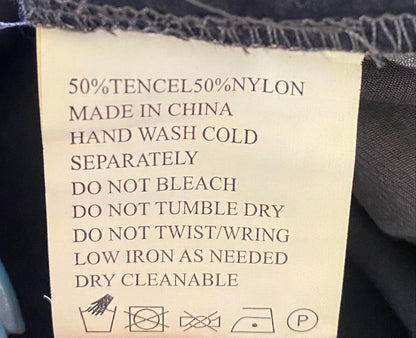 50%TENCEL50%NYLON
MADE IN CHINA
HAND WASH COLD
SEPARATELY
DO NOT BLEACH
DO NOT TUMBLE DRY
DO NOT TWIST/WRING
LOW IRON AS NEEDED
DRY CLEANABLE
P